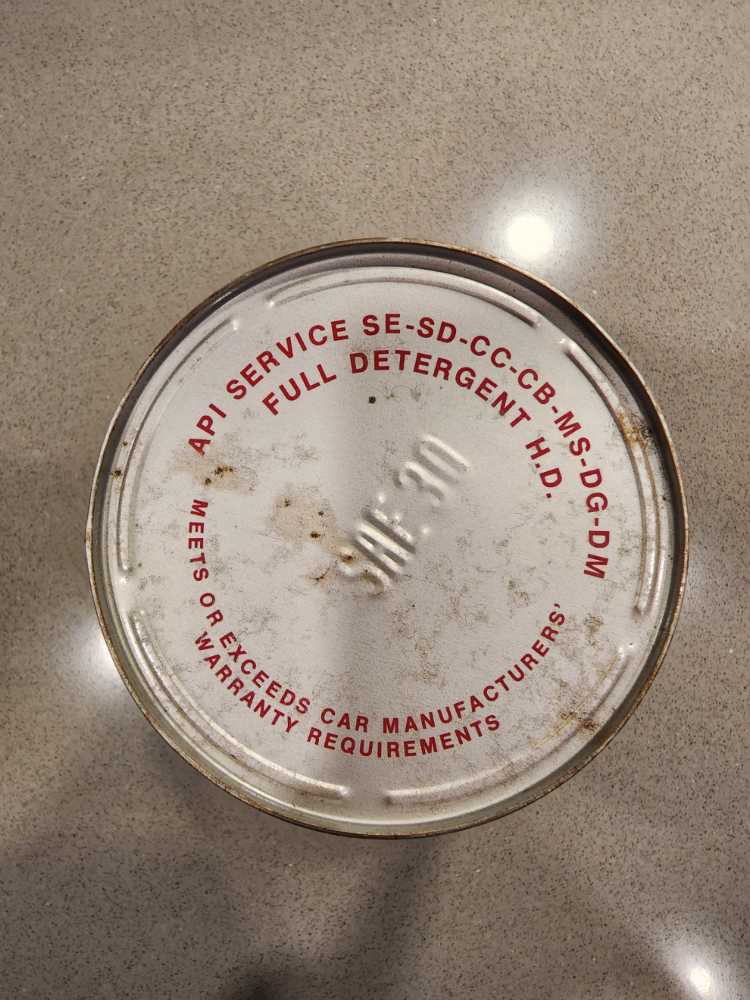 API SERVICE SE-SD-CC-CB-MS-DG-DM
FULL DETERGENT H.D.
SAE 30
MEETS OR EXCEEDS CAR MANUFACTURERS'
WARRANTY REQUIREMENTS